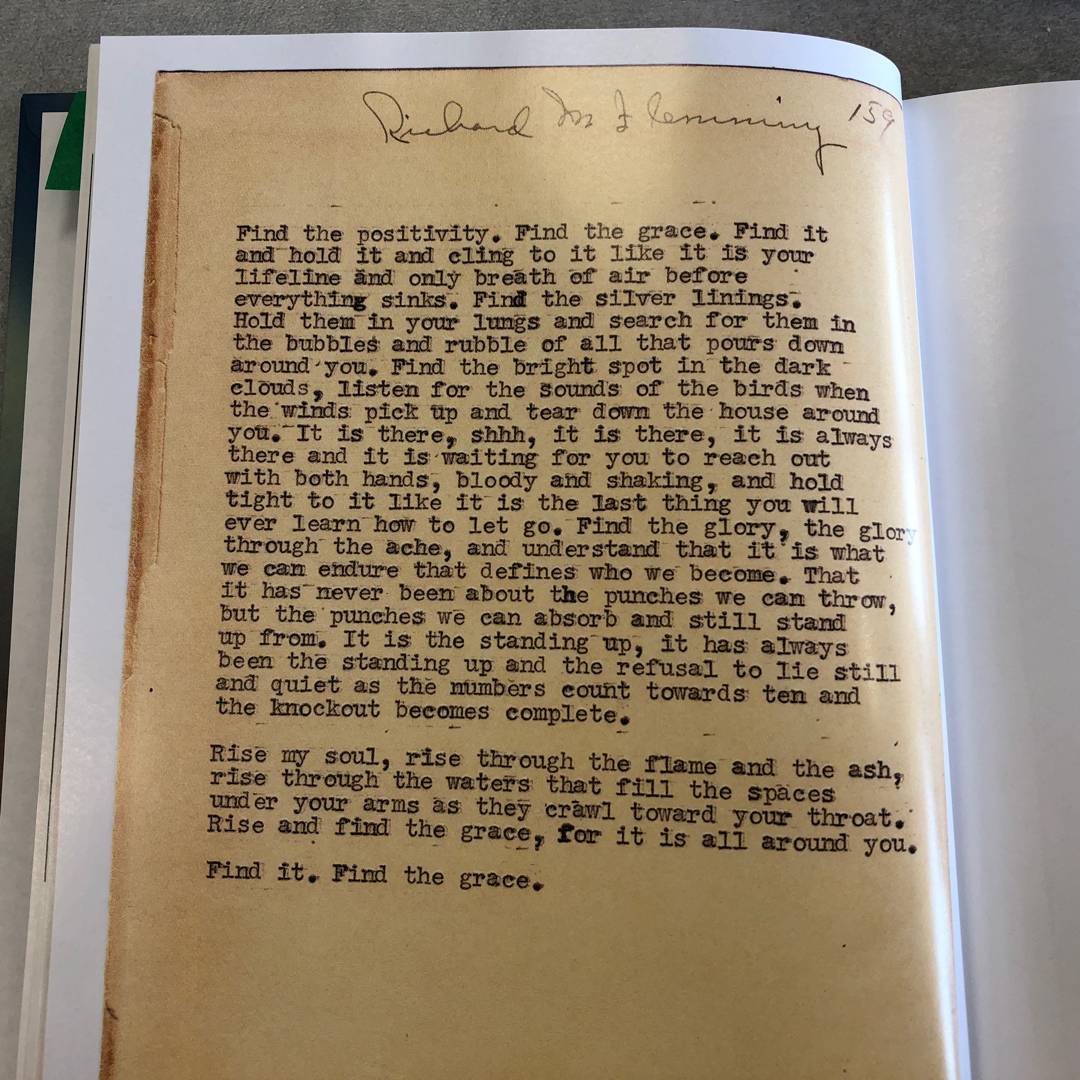 Richard M Flemming 159
Find the positivity. Find the grace. Find it
and hold it and cling to it like it is your
lifeline and only breath of air before
everything sinks. Find the silver linings.
Hold them in your lungs and search for them in
the bubbles and rubble of all that pours down
around you. Find the bright spot in the dark
clouds, listen for the sounds of the birds when
the winds pick up and tear down the house around
you. It is there, shhh, it is there, it is always
there and it is waiting for you to reach out
with both hands, bloody and shaking, and hold
tight to it like it is the last thing you will
ever learn how to let go. Find the glory, the glory
through the ache, and understand that it is what
we can endure that defines who we become. That
it has never been about the punches we can throw,
but the punches we can absorb and still stand
up from. It is the standing up, it has always
been the standing up and the refusal to lie still
and quiet as the numbers count towards ten and
the knockout becomes complete.
Rise my soul, rise through the flame and the ash,
rise through the waters that fill the spaces
under your arms as they crawl toward your throat.
Rise and find the grace, for it is all around you.
Find it. Find the grace.